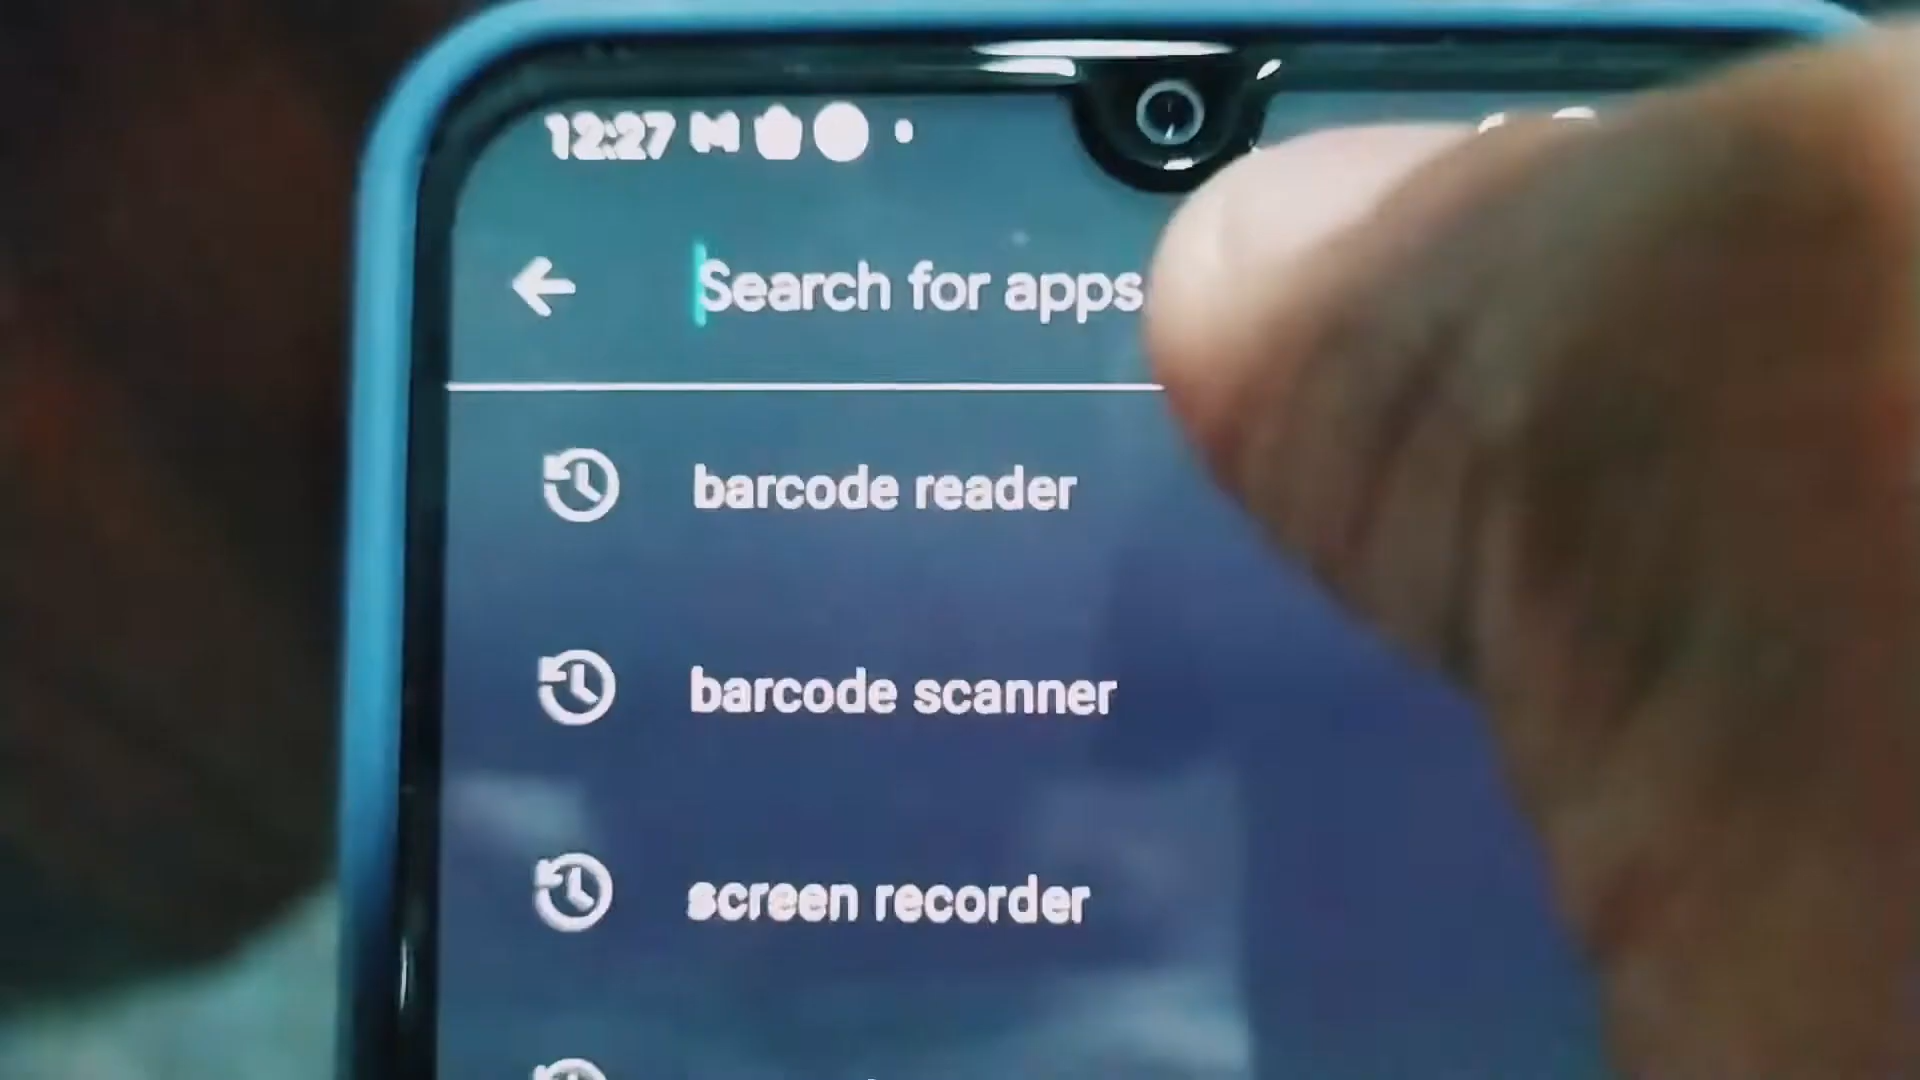 12:27
Search for apps
barcode reader
barcode scanner
screen recorder